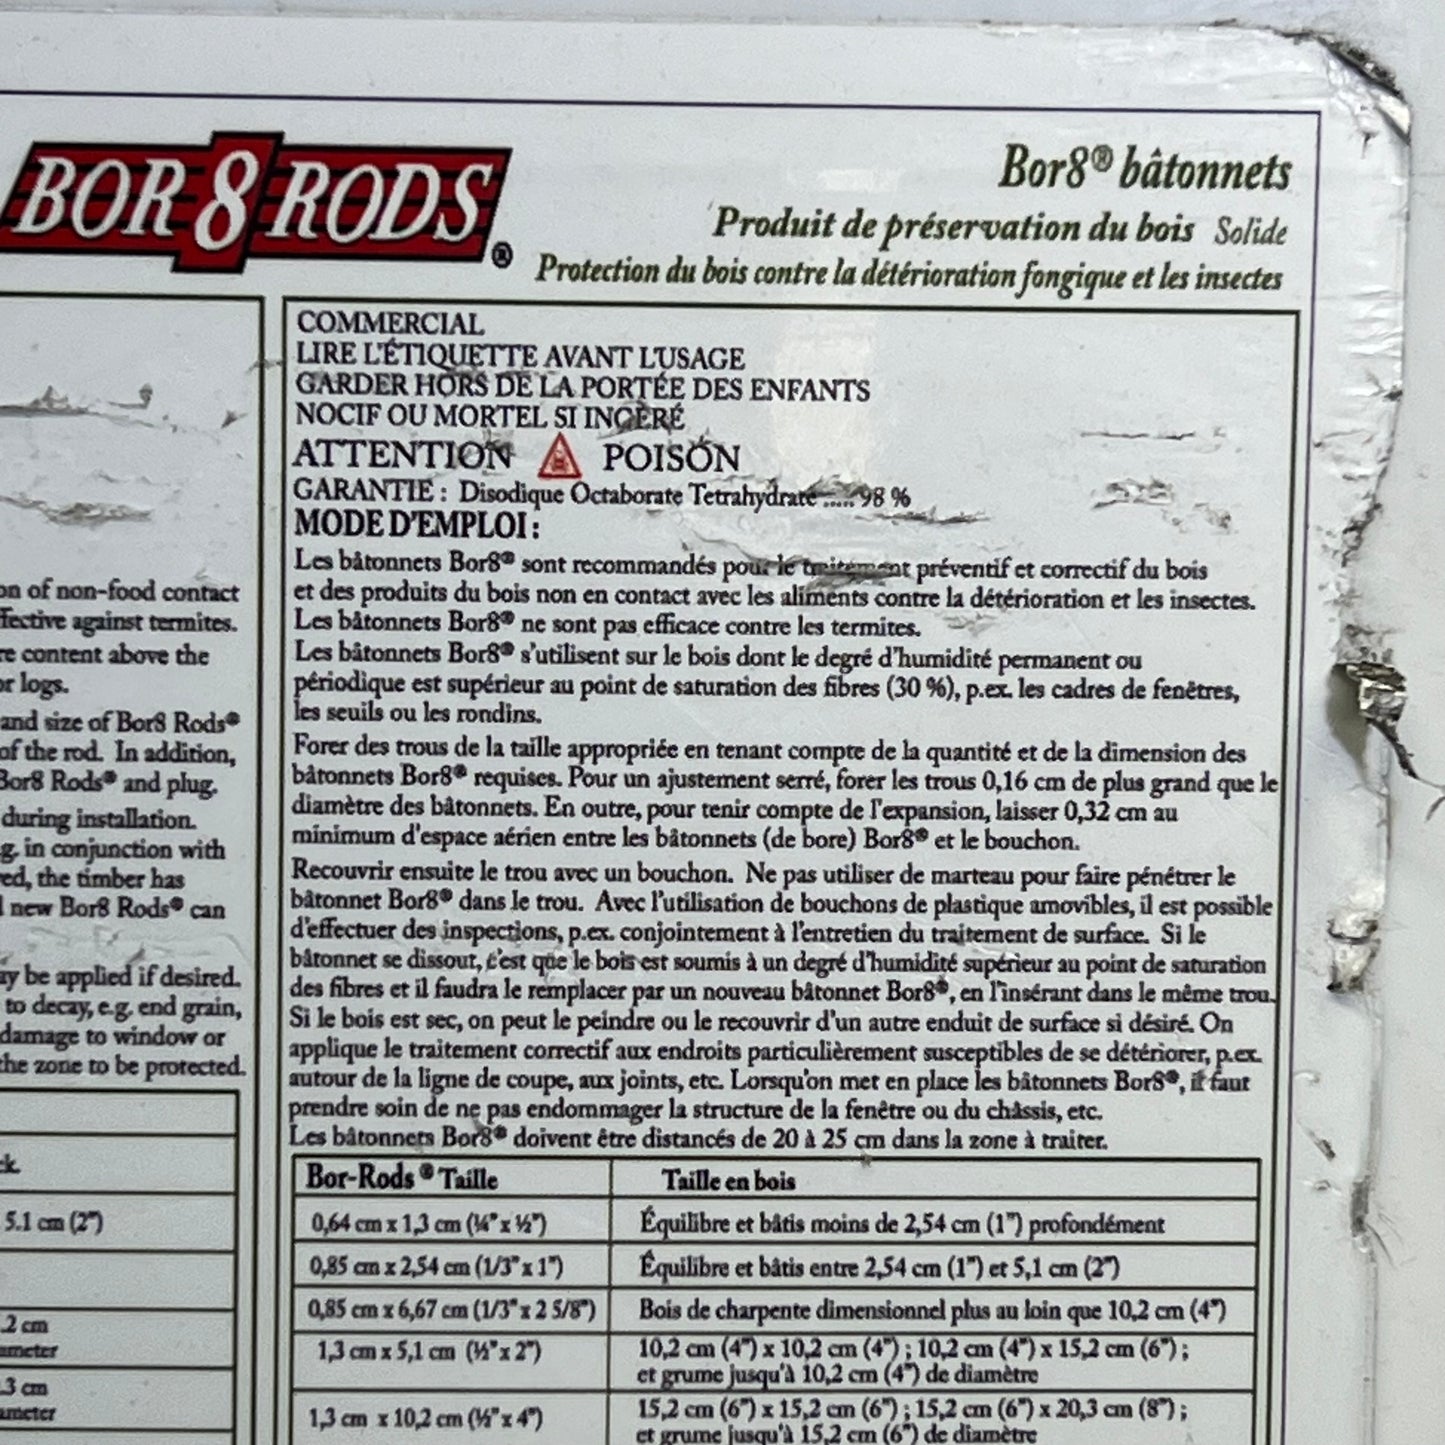 BOR8RODS®
Bor8® bâtonnets
Produit de préservation du bois Solide
Protection du bois contre la détérioration fongique et les insectes
on of non-food contact
fective against termites.
re content above the
or logs.
and size of Bor8 Rods®
of the rod. In addition,
Bor8 Rods® and plug.
during installation.
g. in conjunction with
ed, the timber has
new Bor8 Rods® can
ay be applied if desired.
to decay, e.g. end grain,
damage to window or
the zone to be protected.
k.
5.1 cm (2")
.2 cm
ameter
.3 cm
ameter
COMMERCIAL
LIRE L'ÉTIQUETTE AVANT L'USAGE
GARDER HORS DE LA PORTÉE DES ENFANTS
NOCIF OU MORTEL SI INGÉRÉ
ATTENTION POISON
GARANTIE : Disodique Octaborate Tetrahydrate ..... 98 %
MODE D'EMPLOI :
Les bâtonnets Bor8® sont recommandés pour le traitement préventif et correctif du bois
et des produits du bois non en contact avec les aliments contre la détérioration et les insectes.
Les bâtonnets Bor8® ne sont pas efficace contre les termites.
Les bâtonnets Bor8® s'utilisent sur le bois dont le degré d'humidité permanent ou
périodique est supérieur au point de saturation des fibres (30 %), p.ex. les cadres de fenêtres,
les seuils ou les rondins.
Forer des trous de la taille appropriée en tenant compte de la quantité et de la dimension des
bâtonnets Bor8® requises. Pour un ajustement serré, forer les trous 0,16 cm de plus grand que le
diamètre des bâtonnets. En outre, pour tenir compte de l'expansion, laisser 0,32 cm au
minimum d'espace aérien entre les bâtonnets (de bore) Bor8® et le bouchon.
Recouvrir ensuite le trou avec un bouchon. Ne pas utiliser de marteau pour faire pénétrer le
bâtonnet Bor8® dans le trou. Avec l'utilisation de bouchons de plastique amovibles, il est possible
d'effectuer des inspections, p.ex. conjointement à l'entretien du traitement de surface. Si le
bâtonnet se dissout, c'est que le bois est soumis à un degré d'humidité supérieur au point de saturation
des fibres et il faudra le remplacer par un nouveau bâtonnet Bor8®, en l'insérant dans le même trou.
Si le bois est sec, on peut le peindre ou le recouvrir d'un autre enduit de surface si désiré. On
applique le traitement correctif aux endroits particulièrement susceptibles de se détériorer, p.ex.
autour de la ligne de coupe, aux joints, etc. Lorsqu'on met en place les bâtonnets Bor8®, il faut
prendre soin de ne pas endommager la structure de la fenêtre ou du châssis, etc.
Les bâtonnets Bor8® doivent être distancés de 20 à 25 cm dans la zone à traiter.
Bor-Rods® Taille Taille en bois
0,64 cm x 1,3 cm (¼" x ½") Équilibre et bâtis moins de 2,54 cm (1") profondément
0,85 cm x 2,54 cm (1/3" x 1") Équilibre et bâtis entre 2,54 cm (1") et 5,1 cm (2")
0,85 cm x 6,67 cm (1/3" x 2 5/8") Bois de charpente dimensionnel plus au loin que 10,2 cm (4")
1,3 cm x 5,1 cm (½" x 2") 10,2 cm (4") x 10,2 cm (4") ; 10,2 cm (4") x 15,2 cm (6") ;
et grume jusqu'à 10,2 cm (4") de diamètre
1,3 cm x 10,2 cm (½" x 4") 15,2 cm (6") x 15,2 cm (6") ; 15,2 cm (6") x 20,3 cm (8") ;
et grume jusqu'à 15,2 cm (6") de diamètre